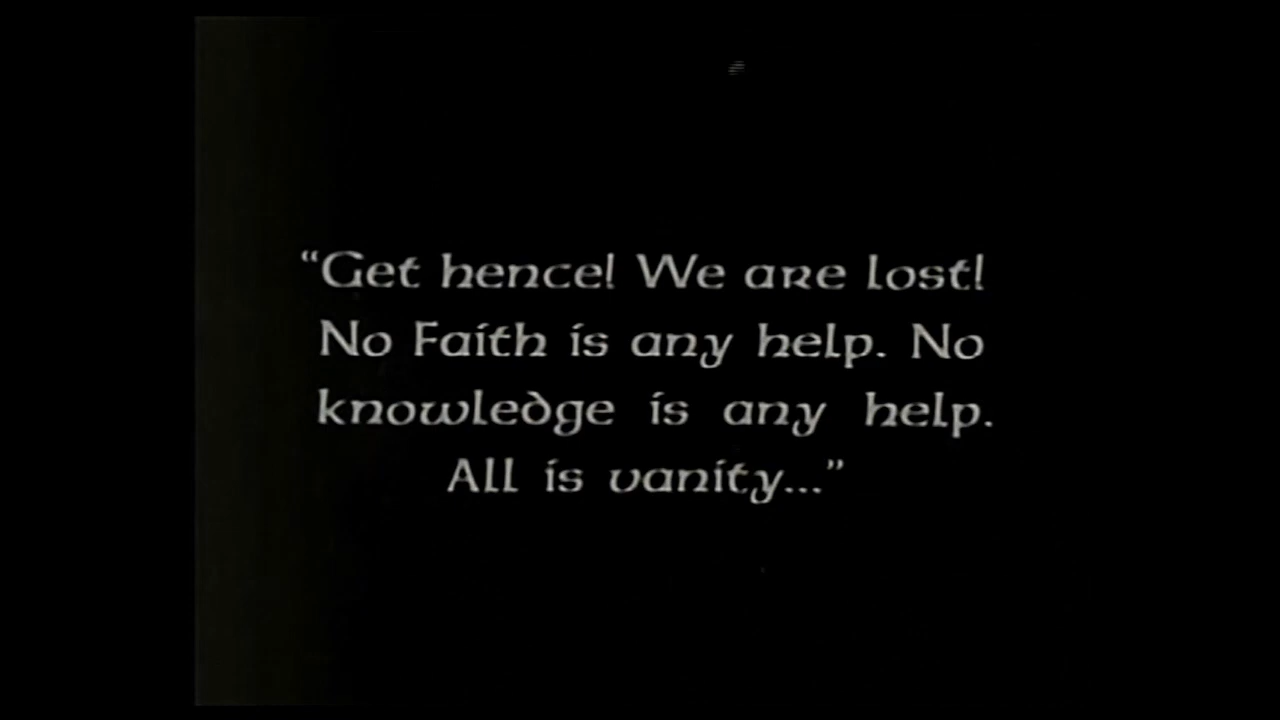 “Get hence! We are lost!
No Faith is any help. No
knowledge is any help.
All is vanity...”